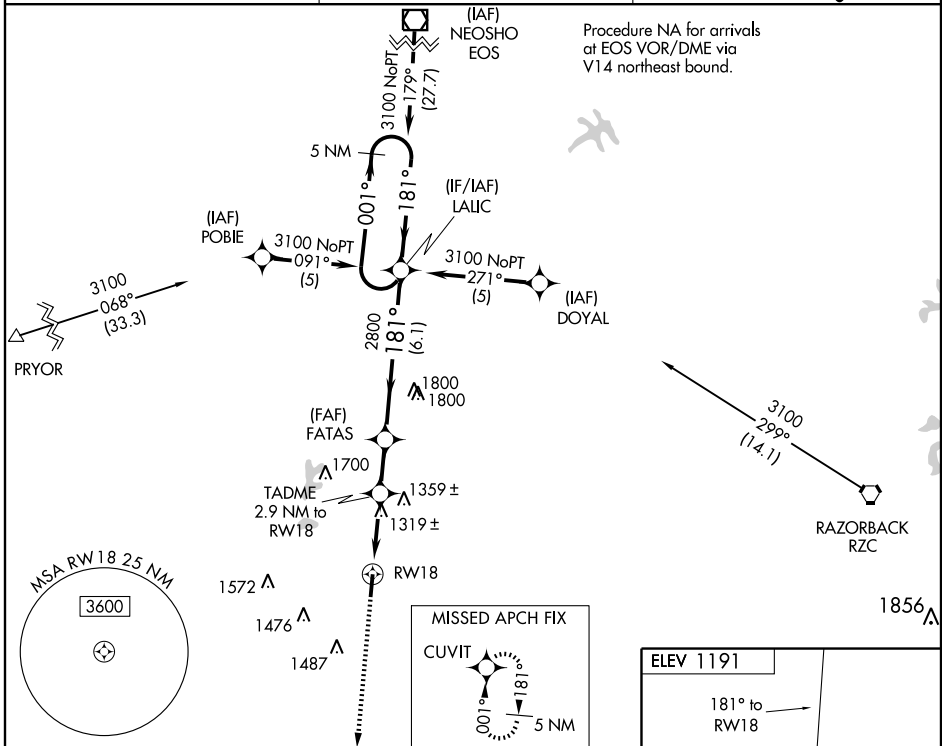 (IAF)
NEOSHO
EOS
Procedure NA for arrivals
at EOS VOR/DME via
V14 northeast bound.
3100 NoPT
179°
(27.7)
5 NM
001°
181°
(IF/IAF)
LALIC
(IAF)
POBIE
3100 NoPT
091°
(5)
3100 NoPT
271°
(5)
(IAF)
DOYAL
3100
068°
(33.3)
PRYOR
2800
181°
(6.1)
1800
1800
3100
299°
(14.1)
(FAF)
FATAS
1700
TADME
2.9 NM to
RW18
1359 ±
1319 ±
RAZORBACK
RZC
RW18
MSA RW18 25 NM
3600
1572
1476
1487
MISSED APCH FIX
CUVIT
181°
001°
5 NM
1856
ELEV 1191
181° to
RW18